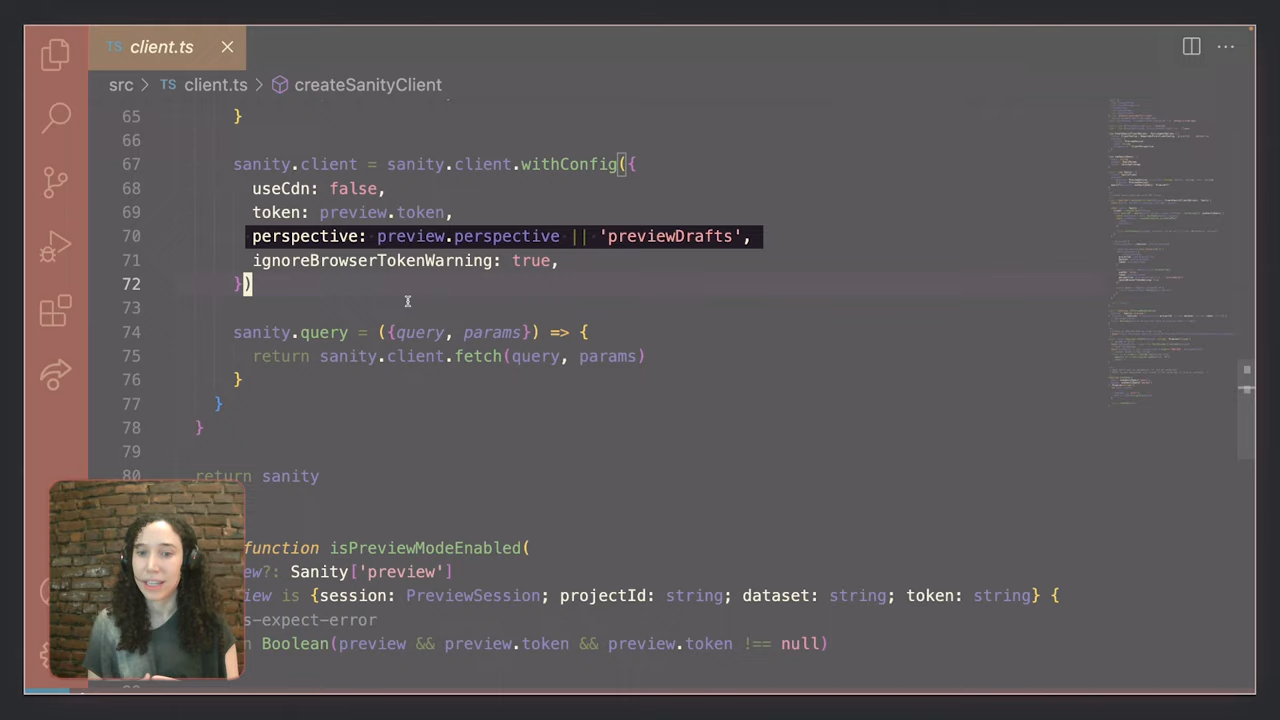 TS client.ts
src > TS client.ts > createSanityClient
65 }
66
67 sanity.client = sanity.client.withConfig({
68 useCdn: false,
69 token: preview.token,
70 perspective: preview.perspective || 'previewDrafts',
71 ignoreBrowserTokenWarning: true,
72 })
73
74 sanity.query = ({query, params}) => {
75 return sanity.client.fetch(query, params)
76 }
77 }
78 }
79
80 return sanity
function isPreviewModeEnabled(
ew?: Sanity['preview']
view is {session: PreviewSession; projectId: string; dataset: string; token: string} {
s-expect-error
n Boolean(preview && preview.token && preview.token !== null)